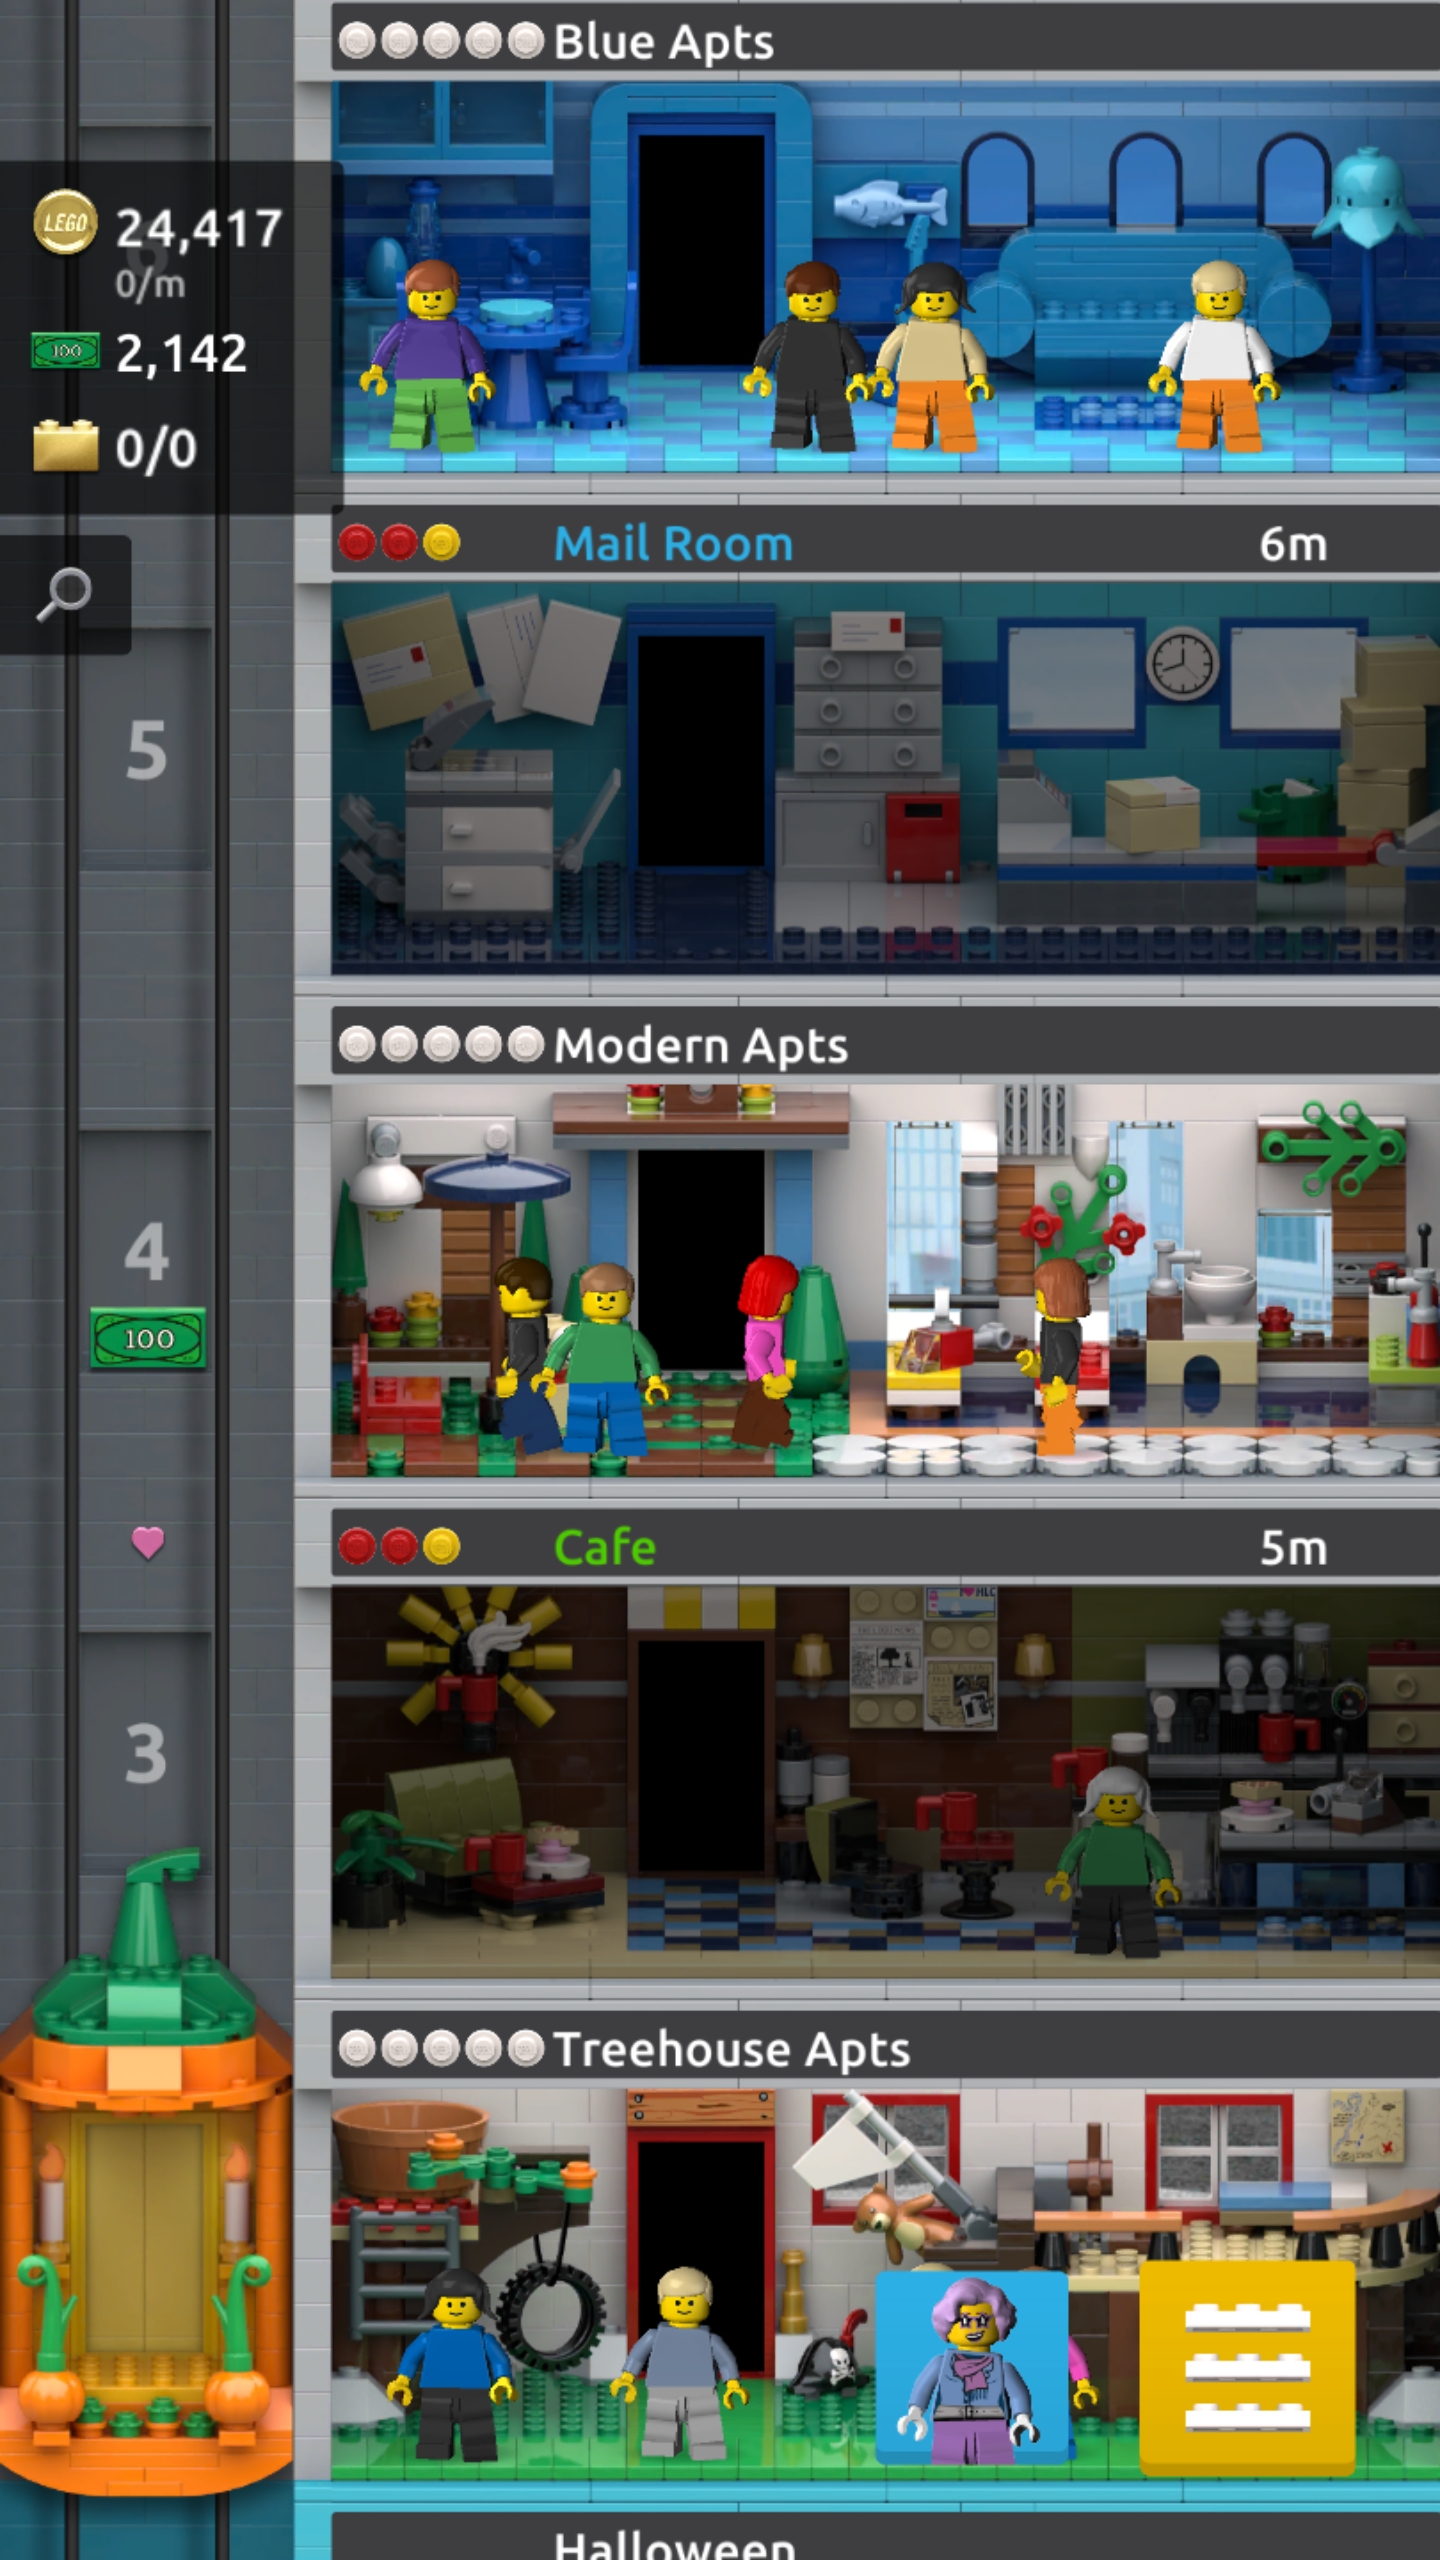 Blue Apts
LEGO
24,417
0/m
100
2,142
0/0
Mail Room
6m
5
Modern Apts
4
100
Cafe
5m
3
Treehouse Apts
Halloween